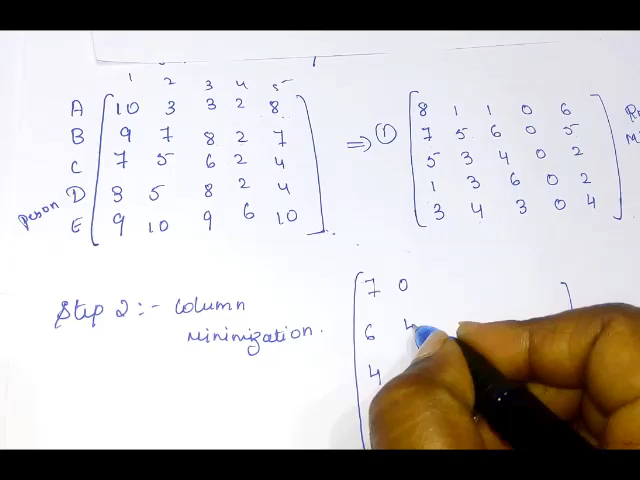 1 2 3 4 5
A 10 3 3 2 8
B 9 7 8 2 7
C 7 5 6 2 4
D 3 5 8 2 4
person
E 9 10 9 6 10
⇒ ①
8 1 1 0 6
7 5 6 0 5
5 3 4 0 2
1 3 6 0 2
3 4 3 0 4
Step 2 :- Column
minimization.
7 0
6 4
4